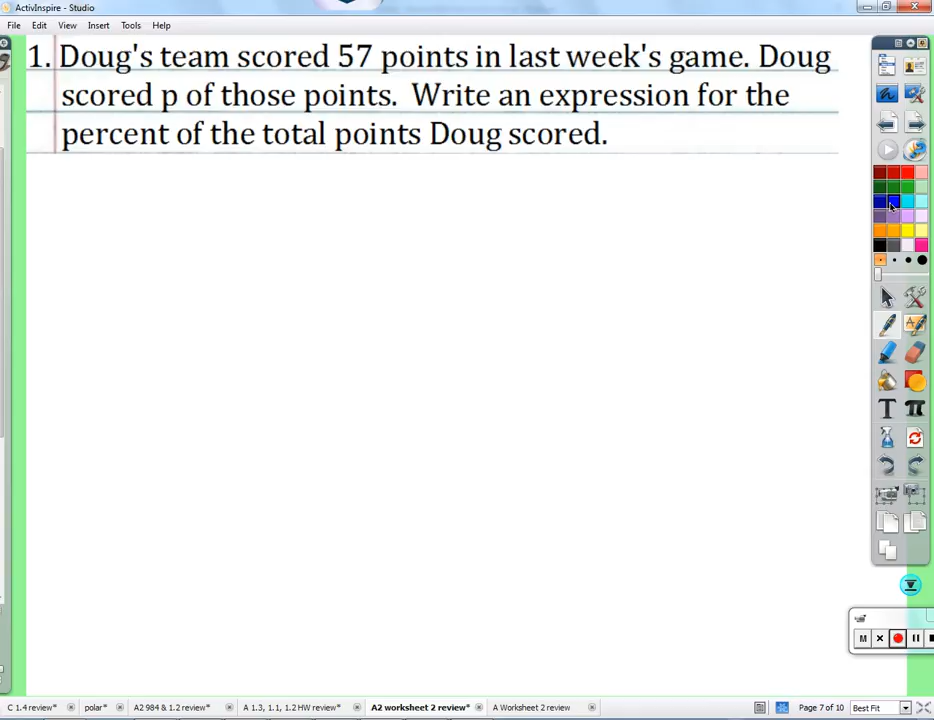 ActivInspire - Studio
File Edit View Insert Tools Help
1. Doug's team scored 57 points in last week's game. Doug
scored p of those points. Write an expression for the
percent of the total points Doug scored.
T π
M
C 1.4 review* polar* A2 984 & 1.2 review* A 1.3, 1.1, 1.2 HW review* A2 worksheet 2 review* A Worksheet 2 review Page 7 of 10 Best Fit